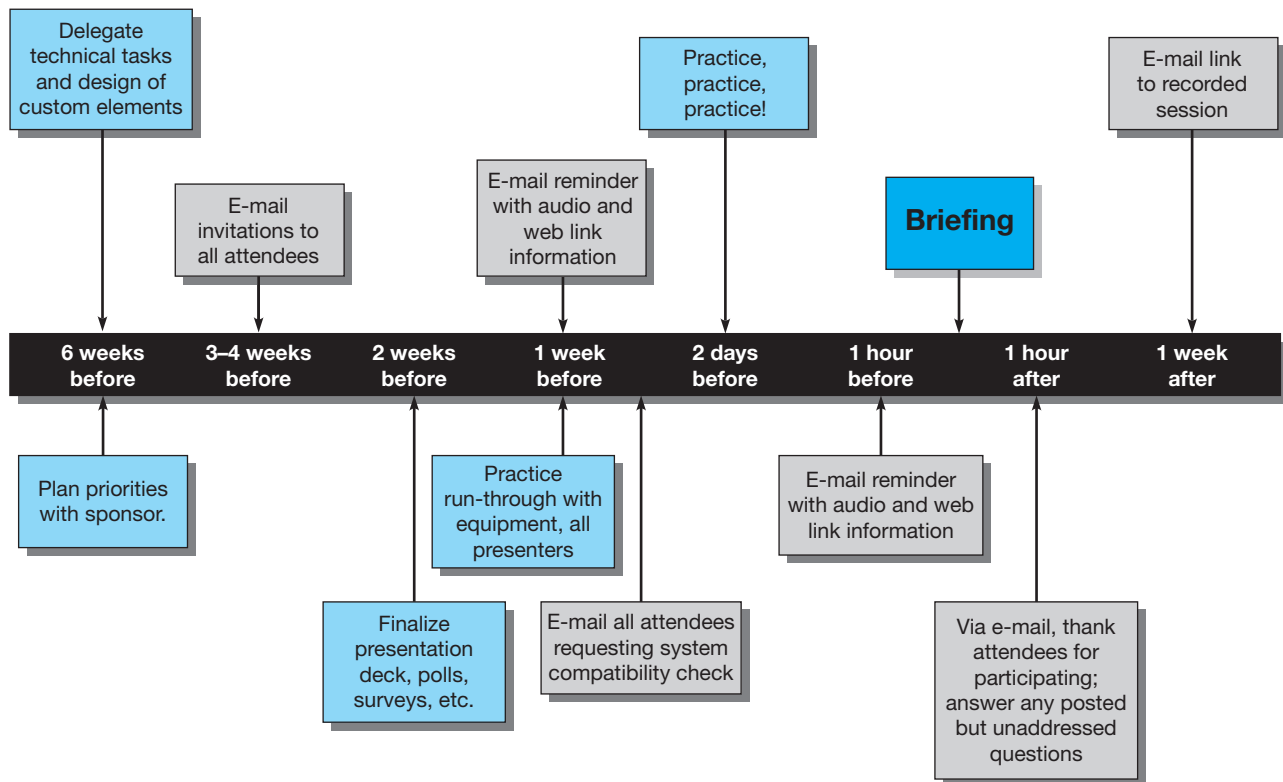 Delegate
technical tasks
and design of
custom elements
Practice,
practice,
practice!
E-mail link
to recorded
session
E-mail
invitations to
all attendees
E-mail reminder
with audio and
web link
information
Briefing
6 weeks
before
3–4 weeks
before
2 weeks
before
1 week
before
2 days
before
1 hour
before
1 hour
after
1 week
after
Plan priorities
with sponsor.
Practice
run-through with
equipment, all
presenters
E-mail reminder
with audio and web
link information
Finalize
presentation
deck, polls,
surveys, etc.
E-mail all attendees
requesting system
compatibility check
Via e-mail, thank
attendees for
participating;
answer any posted
but unaddressed
questions